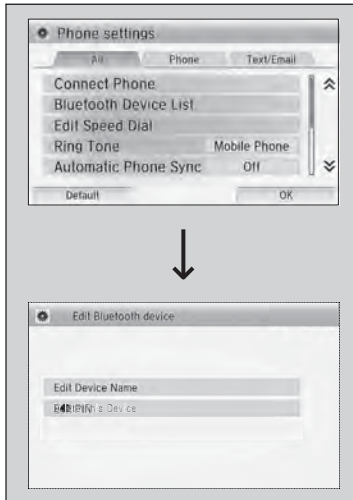 Phone settings
All Phone Text/Email
Connect Phone
Bluetooth Device List
Edit Speed Dial
Ring Tone Mobile Phone
Automatic Phone Sync Off
Default OK
Edit Bluetooth device
Edit Device Name